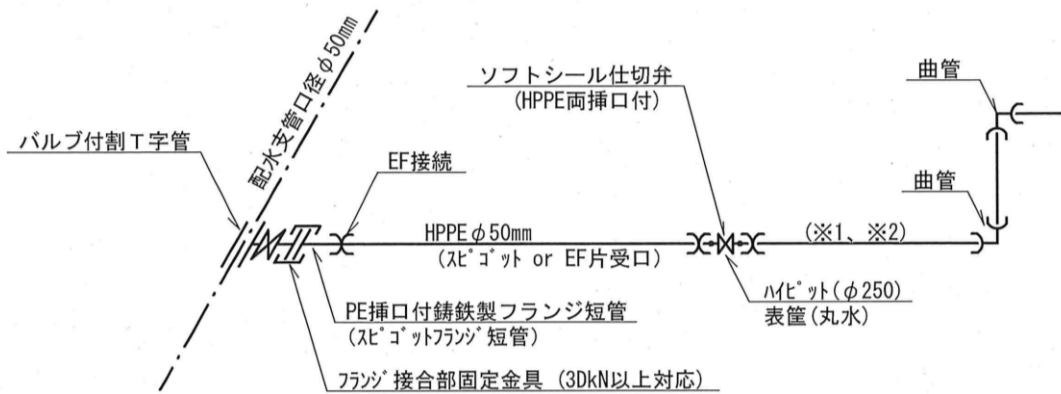 配水支管口径φ50mm
バルブ付割T字管
EF接続
ソフトシール仕切弁
(HPPE両挿口付)
曲管
曲管
HPPEφ50mm
(スピゴット or EF片受口)
(※1、※2)
PE挿口付鋳鉄製フランジ短管
(スピゴットフランジ短管)
フランジ接合部固定金具 (3DkN以上対応)
ハイピット(φ250)
表筐(丸水)